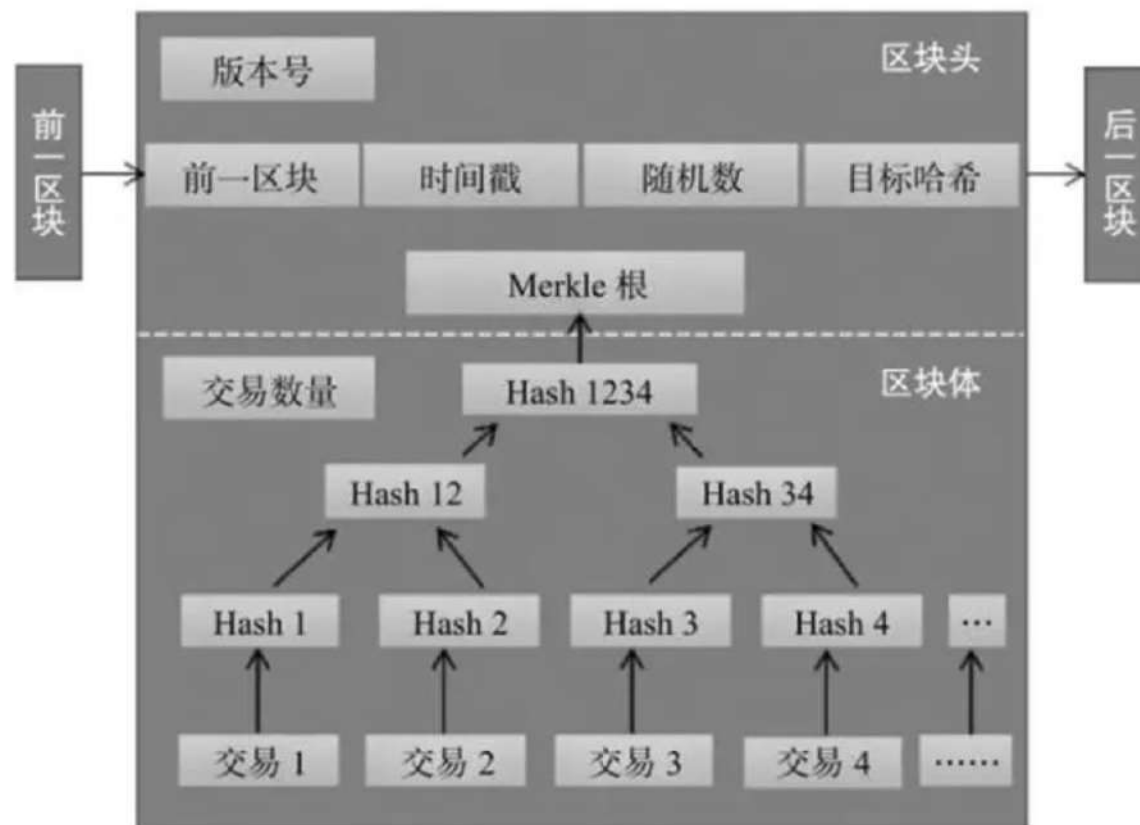 版本号
区块头
前一区块
前一区块
时间戳
随机数
目标哈希
后一区块
Merkle 根
交易数量
Hash 1234
区块体
Hash 12
Hash 34
Hash 1
Hash 2
Hash 3
Hash 4
…
交易 1
交易 2
交易 3
交易 4
……